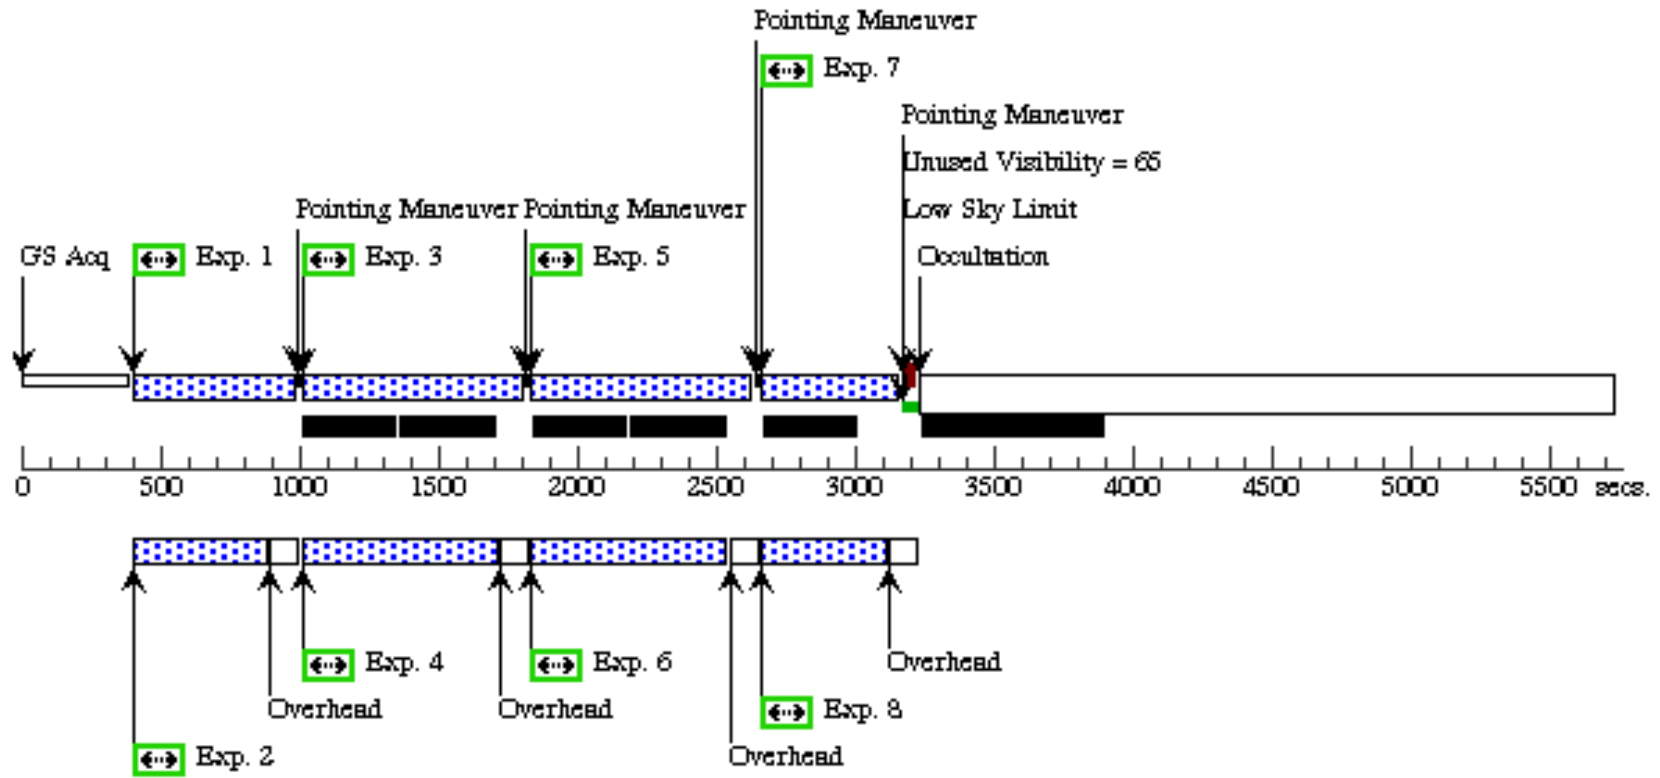 Pointing Maneuver
Exp. 7
Pointing Maneuver
Unused Visibility = 65
Pointing Maneuver Pointing Maneuver Low Sky Limit
GS Acq Exp. 1 Exp. 3 Exp. 5 Occultation
0 500 1000 1500 2000 2500 3000 3500 4000 4500 5000 5500 secs.
Exp. 4 Exp. 6 Overhead
Overhead Overhead Exp. 8
Exp. 2 Overhead